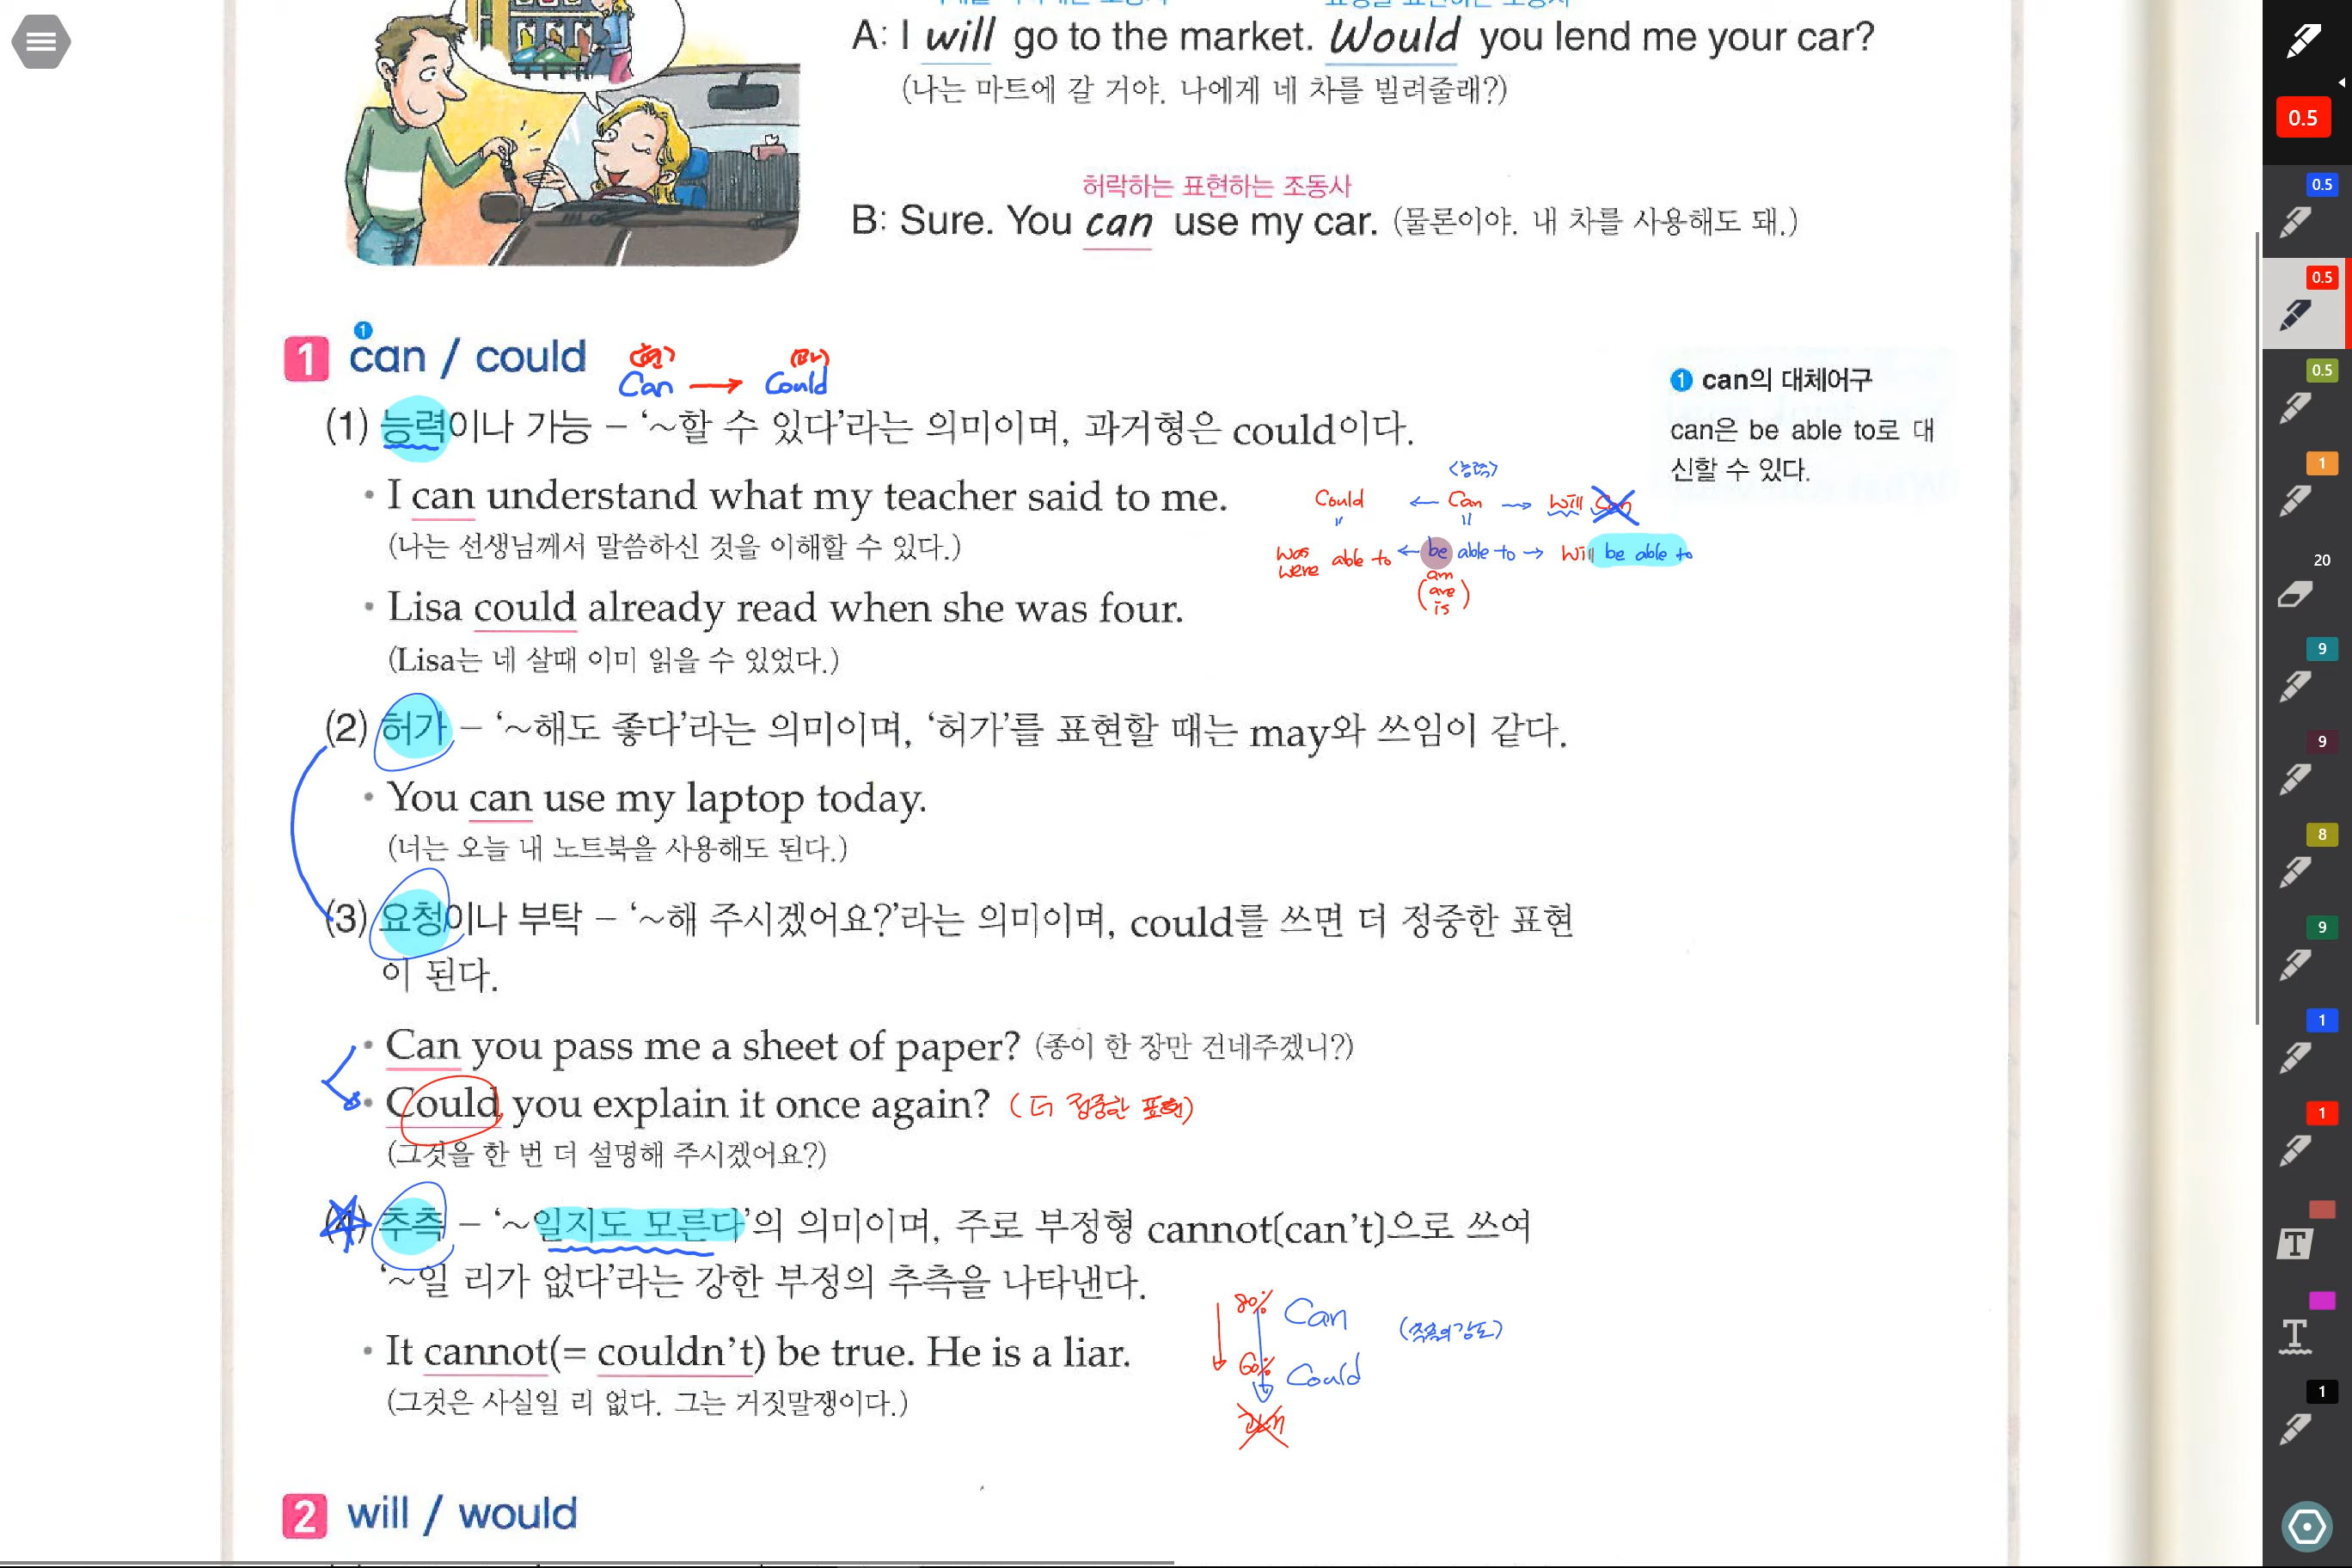 A: I will go to the market. Would you lend me your car?
(나는 마트에 갈 거야. 나에게 네 차를 빌려줄래?)
허락하는 표현하는 조동사
B: Sure. You can use my car. (물론이야. 내 차를 사용해도 돼.)
1 can / could
(현) (과)
Can → Could
(1) 능력이나 가능 – '~할 수 있다'라는 의미이며, 과거형은 could이다.
❶ can의 대체어구
can은 be able to로 대
신할 수 있다.
• I can understand what my teacher said to me.
(나는 선생님께서 말씀하신 것을 이해할 수 있다.)
<능력>
Could ← Can → will can
was were able to ← be able to → will be able to
(am are is)
• Lisa could already read when she was four.
(Lisa는 네 살때 이미 읽을 수 있었다.)
(2) 허가 – '~해도 좋다'라는 의미이며, '허가'를 표현할 때는 may와 쓰임이 같다.
• You can use my laptop today.
(너는 오늘 내 노트북을 사용해도 된다.)
(3) 요청이나 부탁 – '~해 주시겠어요?'라는 의미이며, could를 쓰면 더 정중한 표현
이 된다.
• Can you pass me a sheet of paper? (종이 한 장만 건네주겠니?)
• Could you explain it once again? (더 정중한 표현)
(그것을 한 번 더 설명해 주시겠어요?)
(4) 추측 – '~일지도 모른다'의 의미이며, 주로 부정형 cannot(can't)으로 쓰여
'~일 리가 없다'라는 강한 부정의 추측을 나타낸다.
• It cannot(= couldn't) be true. He is a liar.
(그것은 사실일 리 없다. 그는 거짓말쟁이다.)
80% Can (추측의 강도)
60% Could
2 will / would
0.5
0.5
0.5
0.5
1
20
9
9
8
9
1
1
T
T
1